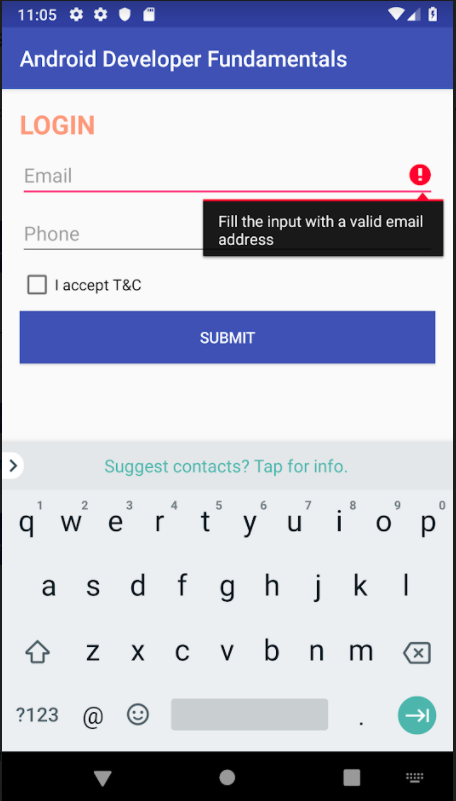 11:05
Android Developer Fundamentals
LOGIN
Email
Fill the input with a valid email
address
Phone
I accept T&C
SUBMIT
Suggest contacts? Tap for info.
1 2 3 4 5 6 7 8 9 0
q w e r t y u i o p
a s d f g h j k l
z x c v b n m
?123 @ .